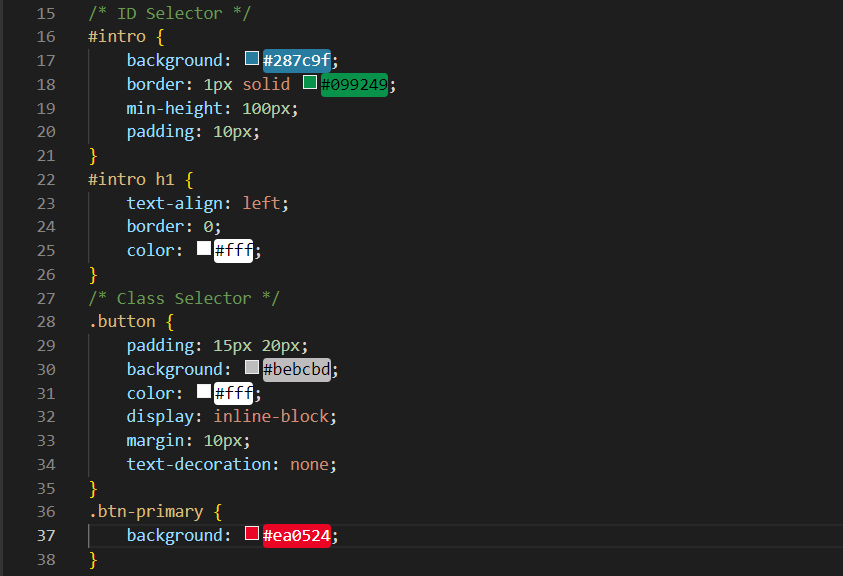 15 /* ID Selector */
16 #intro {
17     background: #287c9f;
18     border: 1px solid #099249;
19     min-height: 100px;
20     padding: 10px;
21 }
22 #intro h1 {
23     text-align: left;
24     border: 0;
25     color: #fff;
26 }
27 /* Class Selector */
28 .button {
29     padding: 15px 20px;
30     background: #bebcbd;
31     color: #fff;
32     display: inline-block;
33     margin: 10px;
34     text-decoration: none;
35 }
36 .btn-primary {
37     background: #ea0524;
38 }